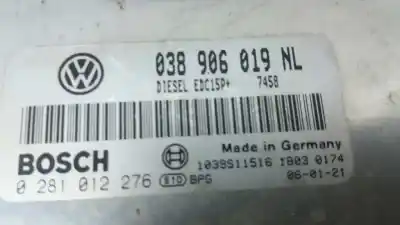 038 906 019 NL
DIESEL EDC15P+ 7458
BOSCH
Made in Germany
1039S11516 1803 0174
0 281 012 276 BPG
06-01-21